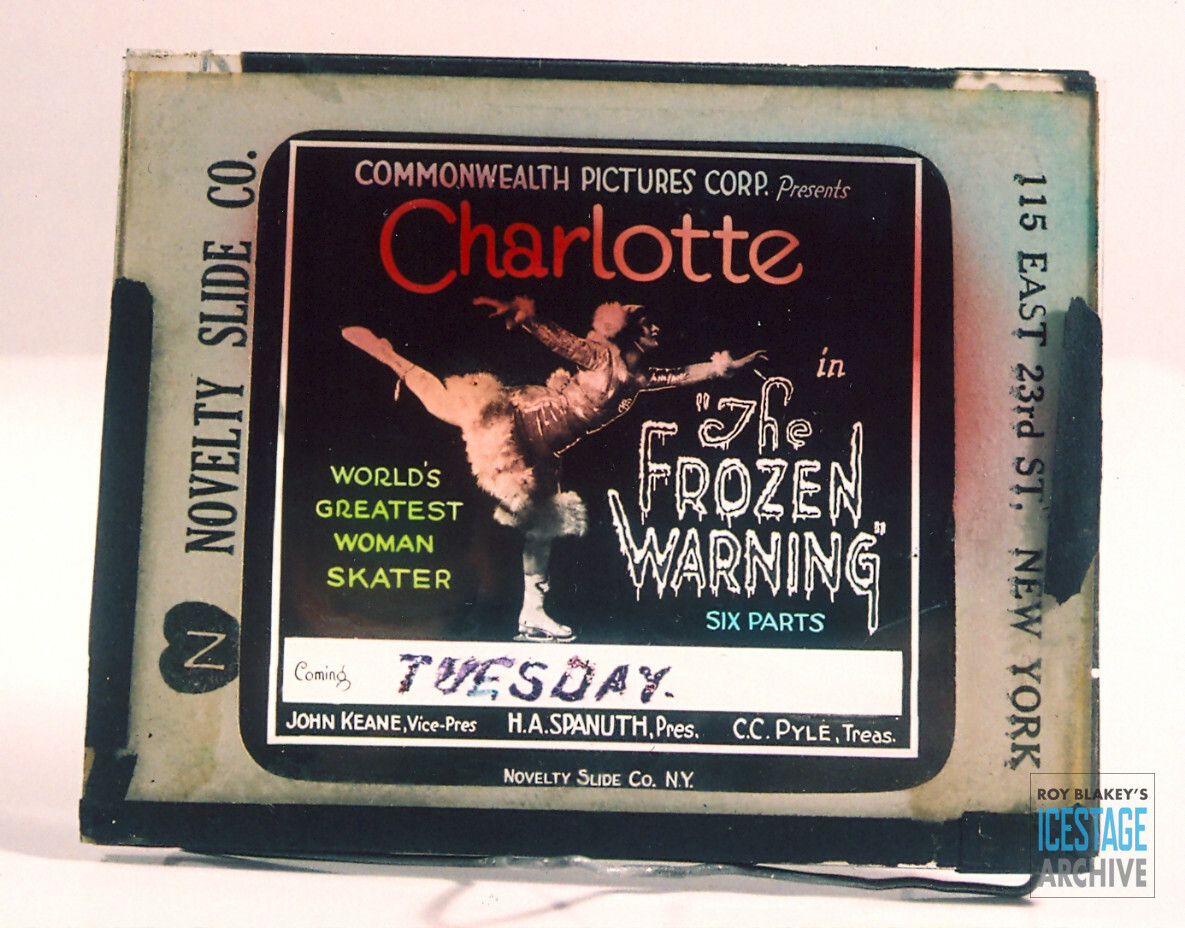 NOVELTY SLIDE CO.
N
COMMONWEALTH PICTURES CORP. Presents
Charlotte
in
"The
FROZEN
WARNING"
SIX PARTS
WORLD'S
GREATEST
WOMAN
SKATER
Coming TUESDAY.
JOHN KEANE, Vice-Pres H.A. SPANUTH, Pres. C.C. PYLE, Treas.
NOVELTY SLIDE CO. N.Y.
115 EAST 23rd ST, NEW YORK
ROY BLAKEY'S
ICESTAGE
ARCHIVE